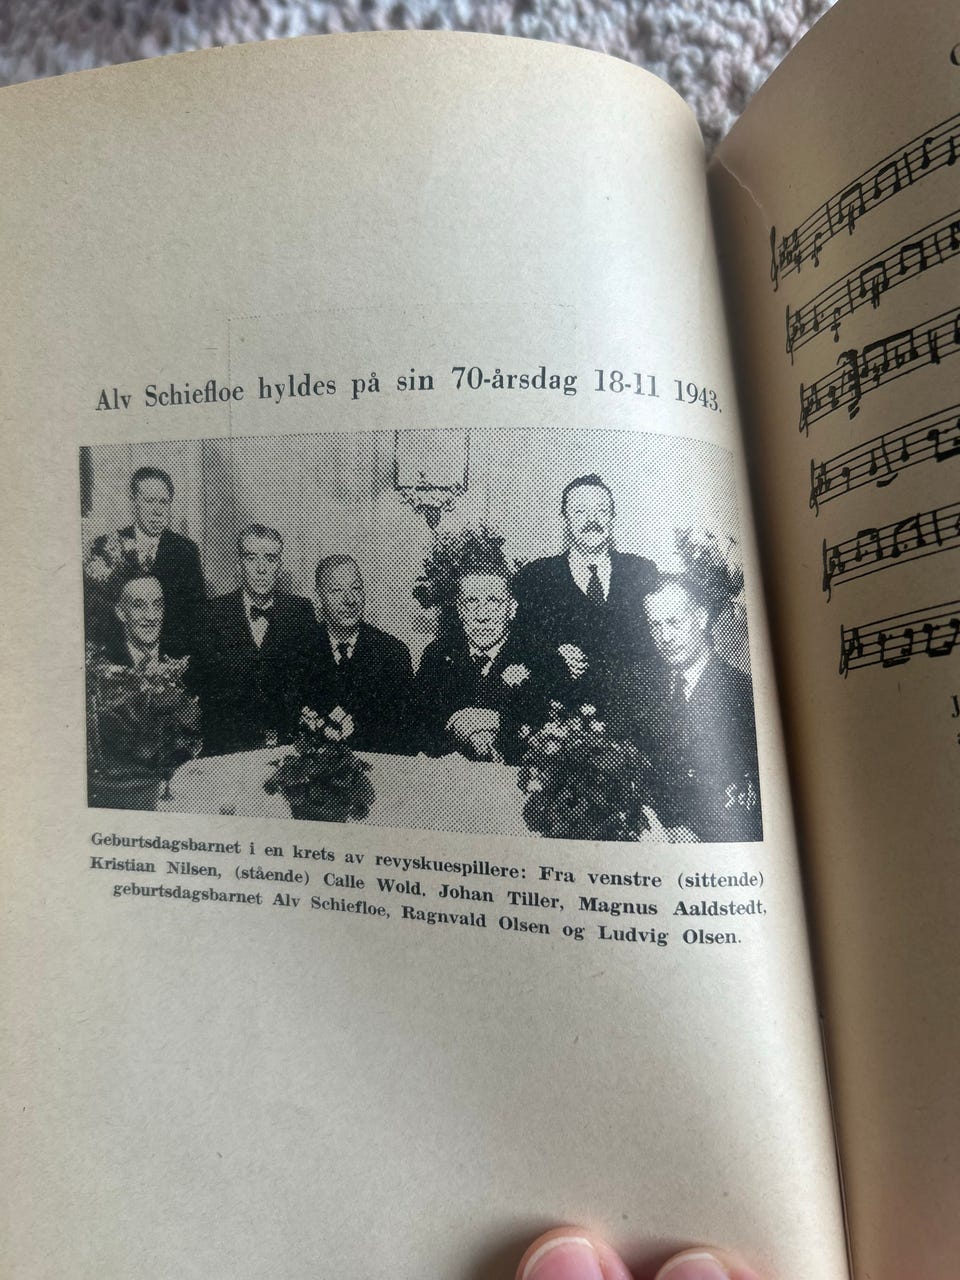 Alv Schiefloe hyldes på sin 70-årsdag 18-11 1943.
Geburtsdagsbarnet i en krets av revyskuespillere: Fra venstre (sittende)
Kristian Nilsen, (stående) Calle Wold. Johan Tiller, Magnus Aaldstedt,
geburtsdagsbarnet Alv Schiefloe, Ragnvald Olsen og Ludvig Olsen.